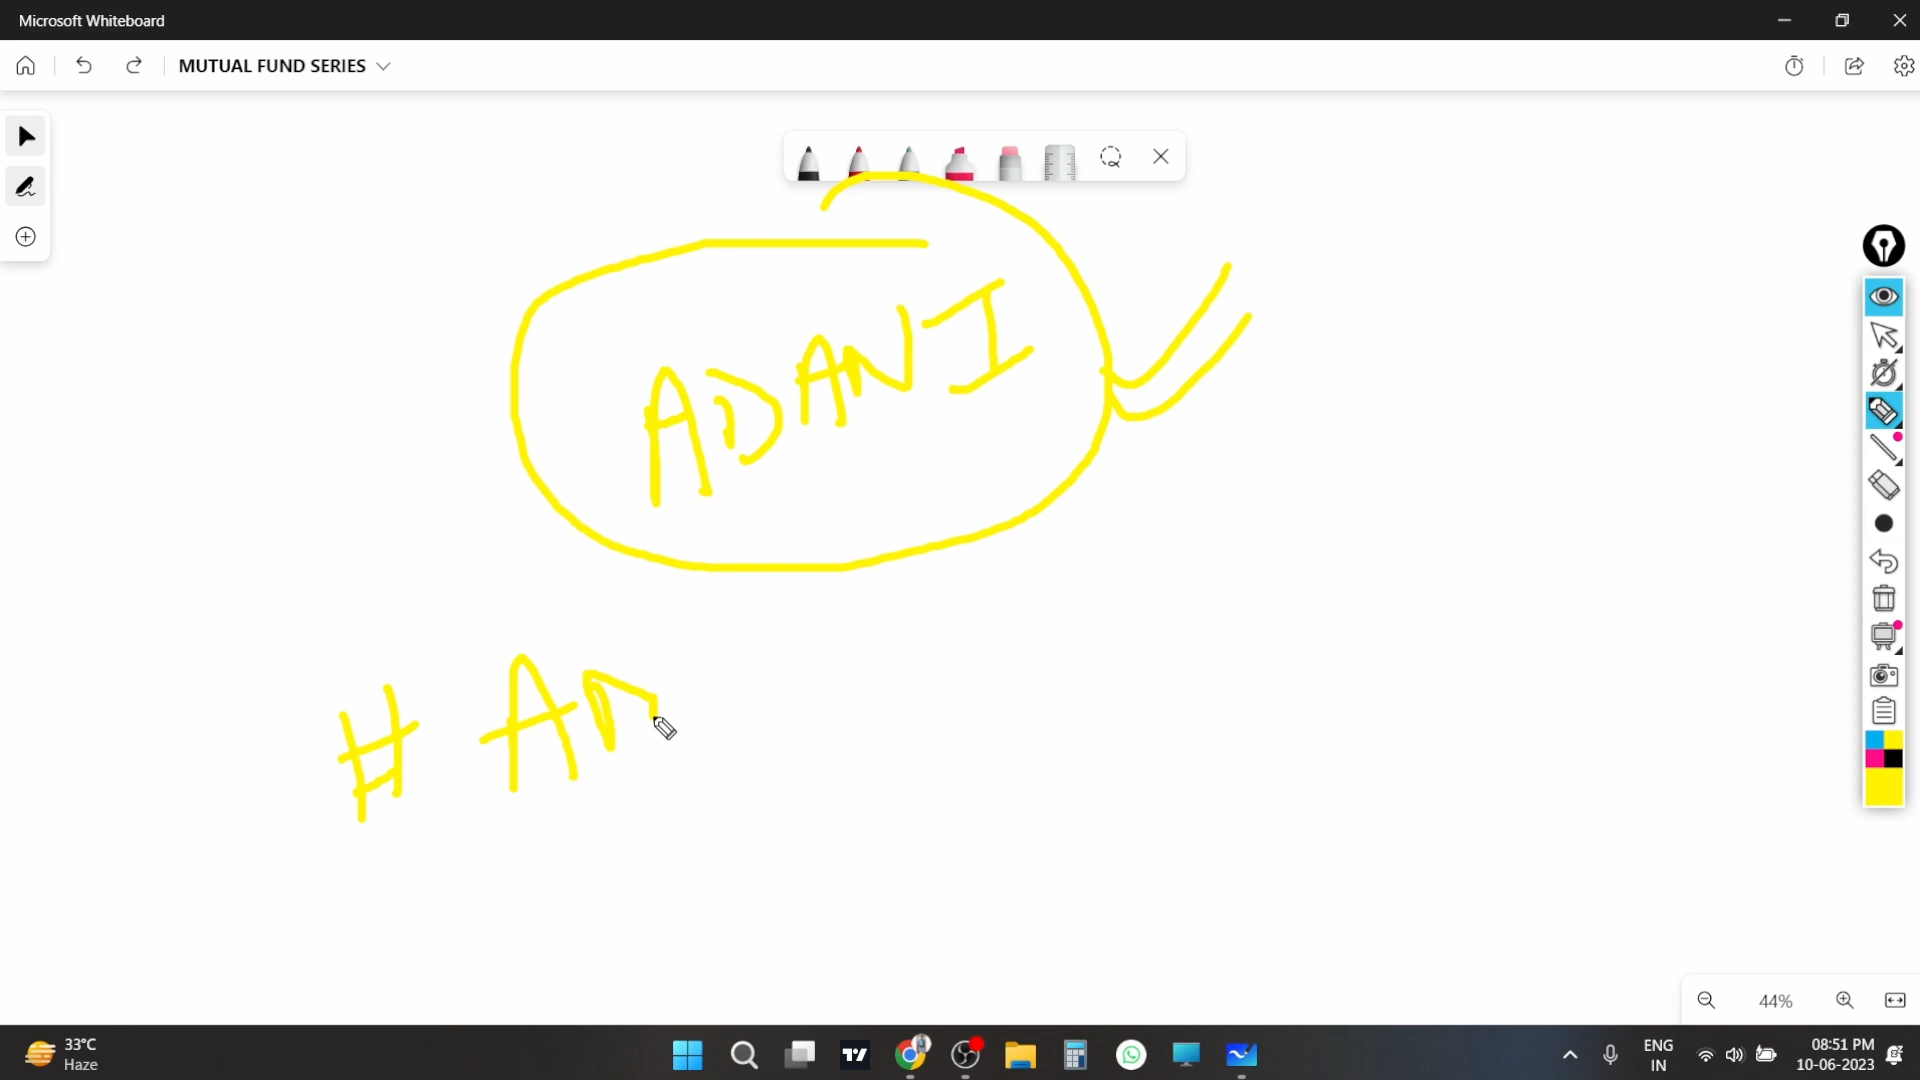 Microsoft Whiteboard
MUTUAL FUND SERIES
ADANI
# An
44%
33°C
Haze
ENG
IN
08:51 PM
10-06-2023